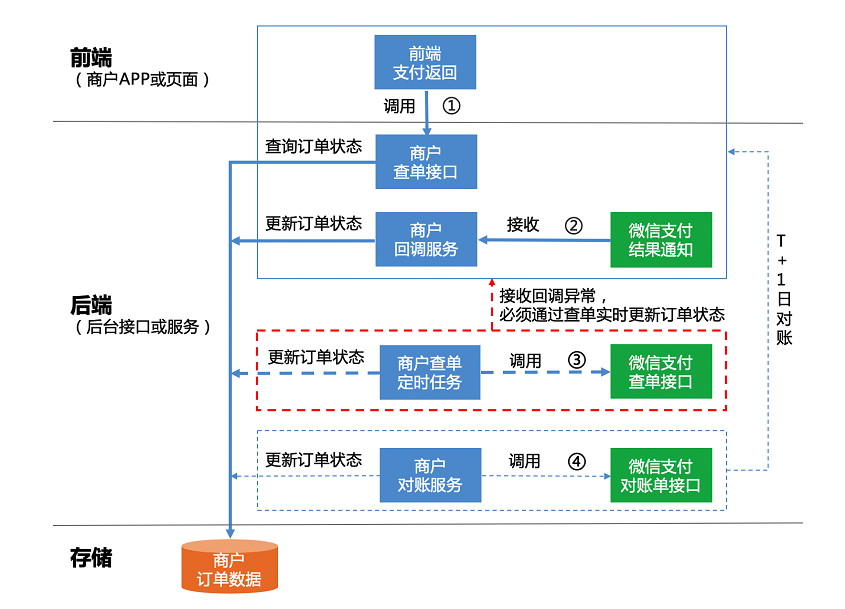 前端
（商户APP或页面）
前端
支付返回
调用 ①
查询订单状态
商户
查单接口
更新订单状态
商户
回调服务
接收 ②
微信支付
结果通知
T+1日对账
后端
（后台接口或服务）
接收回调异常，
必须通过查单实时更新订单状态
更新订单状态
商户查单
定时任务
调用 ③
微信支付
查单接口
更新订单状态
商户
对账服务
调用 ④
微信支付
对账单接口
存储
商户
订单数据